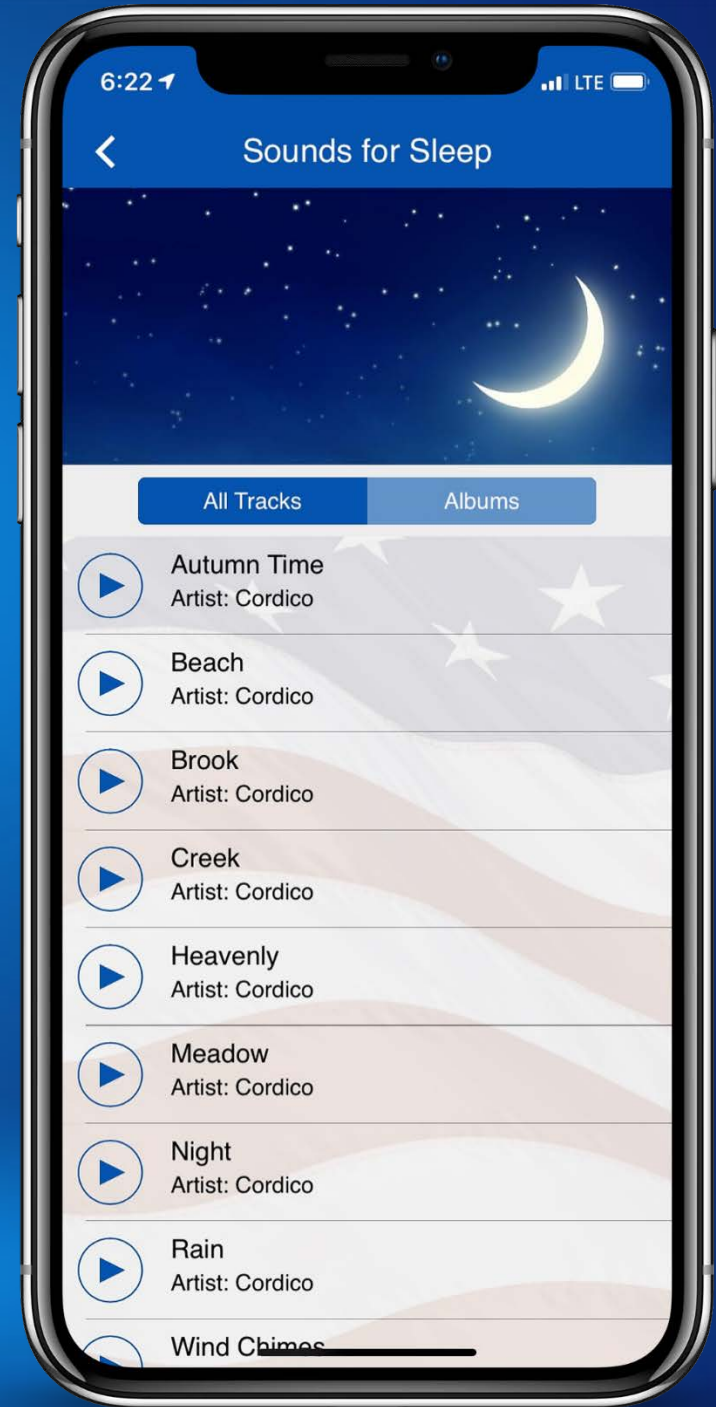 6:22
LTE
Sounds for Sleep
All Tracks
Albums
Autumn Time
Artist: Cordico
Beach
Artist: Cordico
Brook
Artist: Cordico
Creek
Artist: Cordico
Heavenly
Artist: Cordico
Meadow
Artist: Cordico
Night
Artist: Cordico
Rain
Artist: Cordico
Wind Chimes